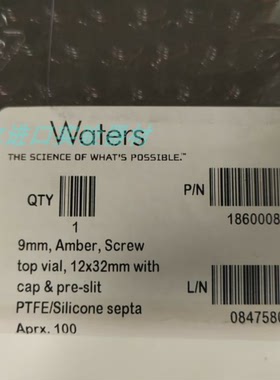 Waters
THE SCIENCE OF WHAT'S POSSIBLE.™
QTY
1
P/N
1860008
9mm, Amber, Screw
top vial, 12x32mm with
cap & pre-slit
PTFE/Silicone septa
Aprx. 100
L/N
0847580